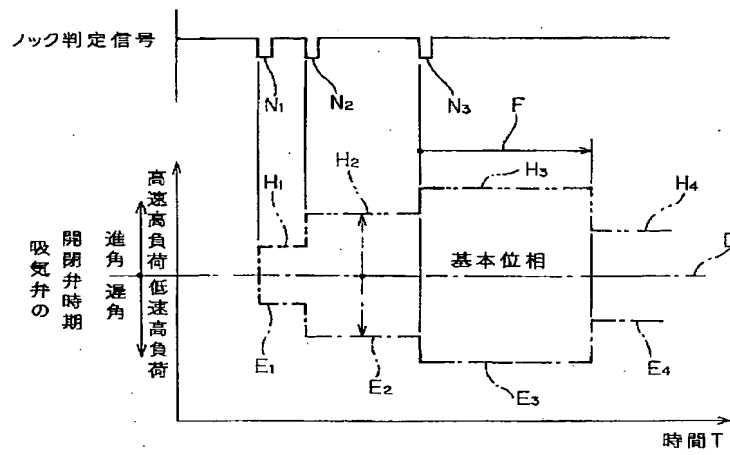 ノック判定信号
N1
N2
N3
F
H1
H2
H3
H4
吸気弁の
開閉弁時期
進角
遅角
高速高負荷
低速高負荷
基本位相
E1
E2
E3
E4
時間T